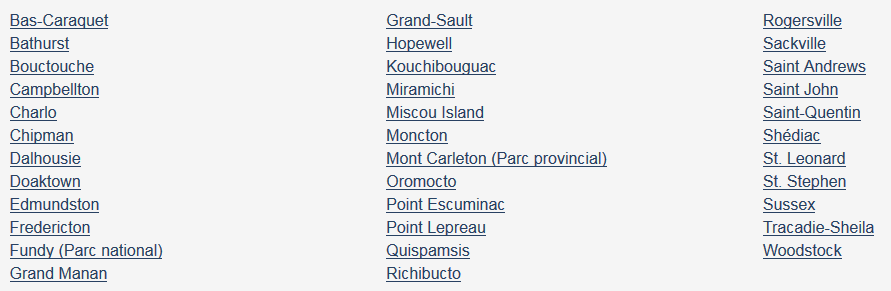 Bas-Caraquet
Bathurst
Bouctouche
Campbellton
Charlo
Chipman
Dalhousie
Doaktown
Edmundston
Fredericton
Fundy (Parc national)
Grand Manan
Grand-Sault
Hopewell
Kouchibouguac
Miramichi
Miscou Island
Moncton
Mont Carleton (Parc provincial)
Oromocto
Point Escuminac
Point Lepreau
Quispamsis
Richibucto
Rogersville
Sackville
Saint Andrews
Saint John
Saint-Quentin
Shédiac
St. Leonard
St. Stephen
Sussex
Tracadie-Sheila
Woodstock